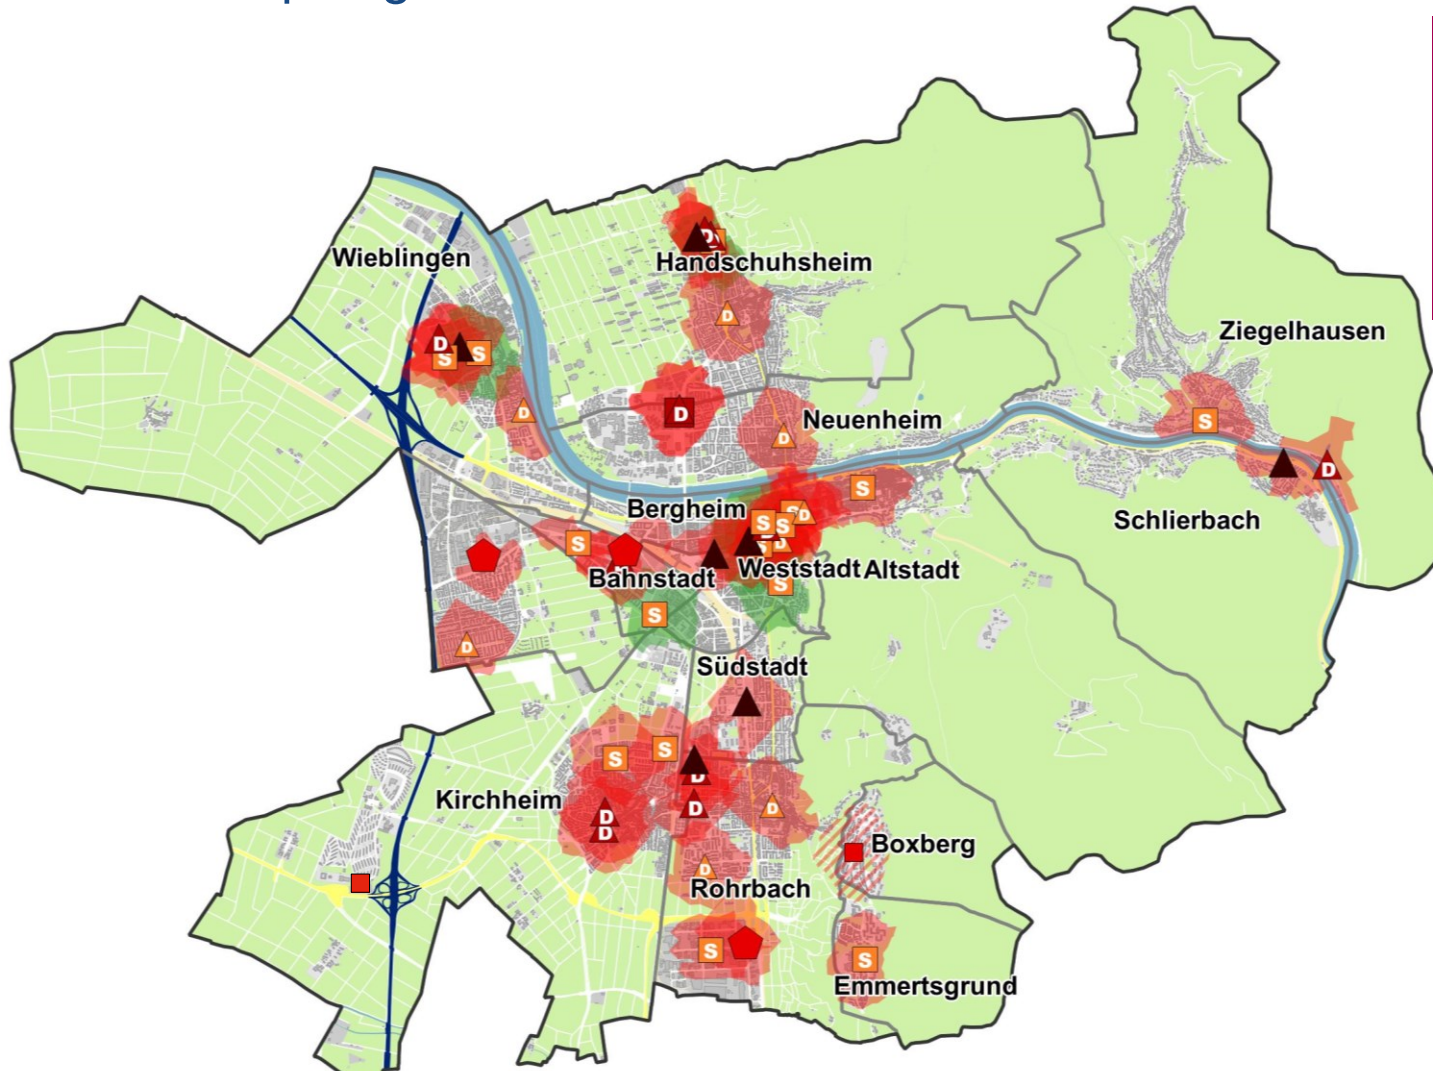 Wieblingen
D
Handschuhsheim
D
Ziegelhausen
D
S
S
D
D
D
Neuenheim
S
D
S
Bergheim
S
D
S
S
Schlierbach
S
S
D
Bahnstadt
Weststadt
Altstadt
S
S
D
Südstadt
S
S
D
Kirchheim
D
D
D
D
Boxberg
D
Rohrbach
S
S
Emmertsgrund